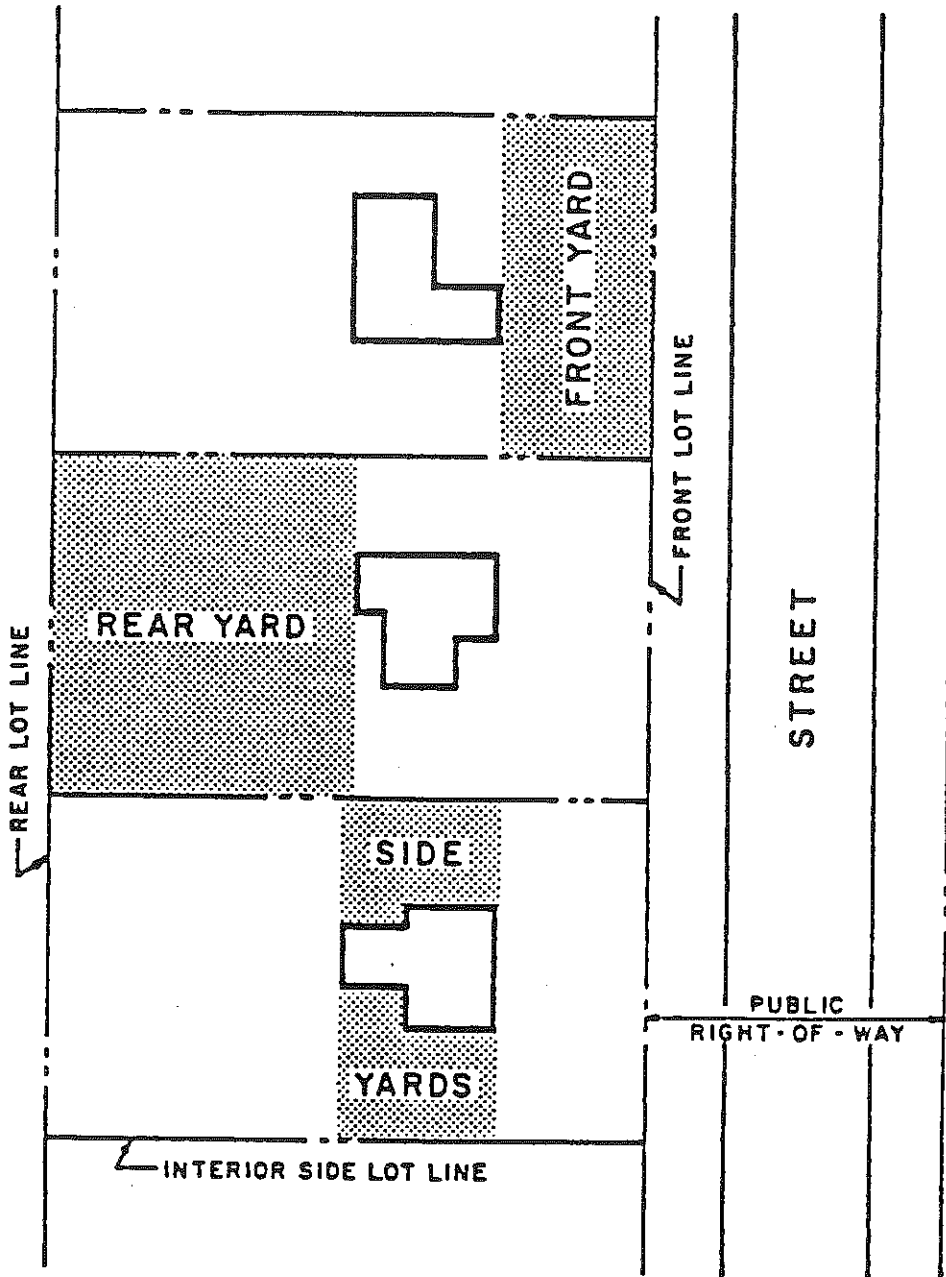 FRONT YARD
FRONT LOT LINE
REAR YARD
REAR LOT LINE
STREET
SIDE
YARDS
PUBLIC
RIGHT-OF-WAY
INTERIOR SIDE LOT LINE